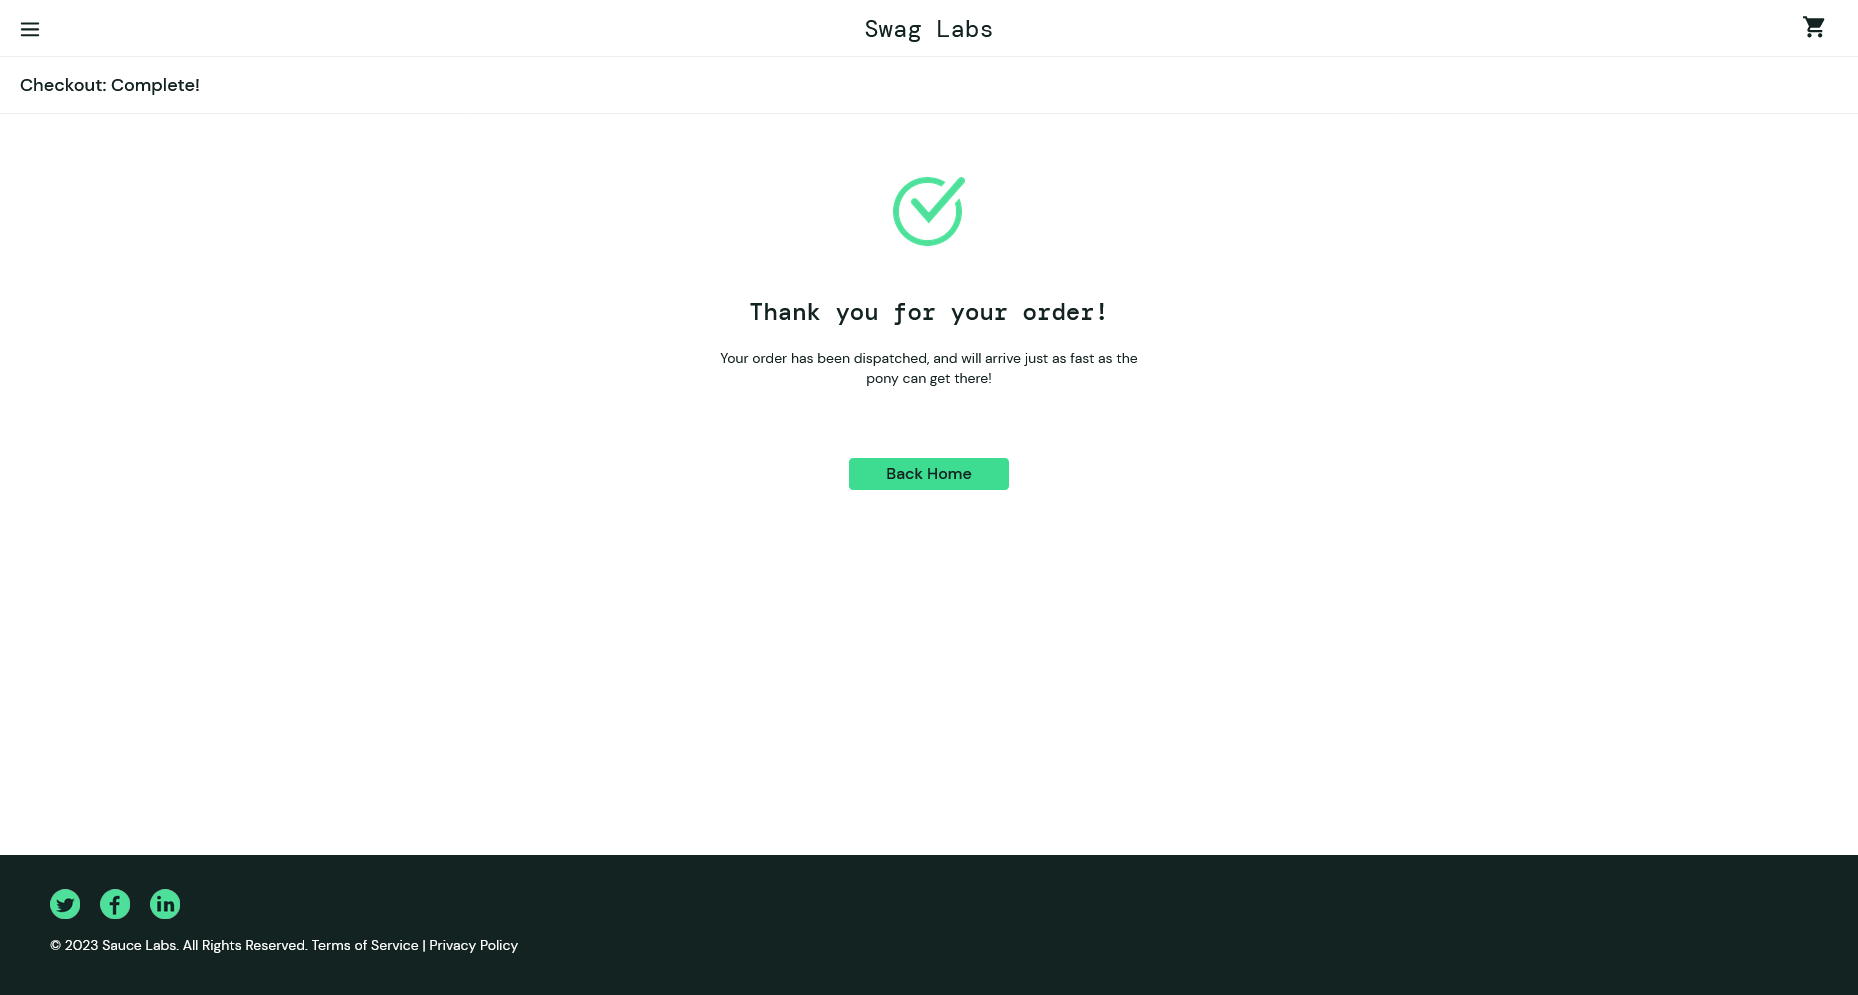 Swag Labs
Checkout: Complete!
Thank you for your order!
Your order has been dispatched, and will arrive just as fast as the
pony can get there!
Back Home
© 2023 Sauce Labs. All Rights Reserved. Terms of Service | Privacy Policy